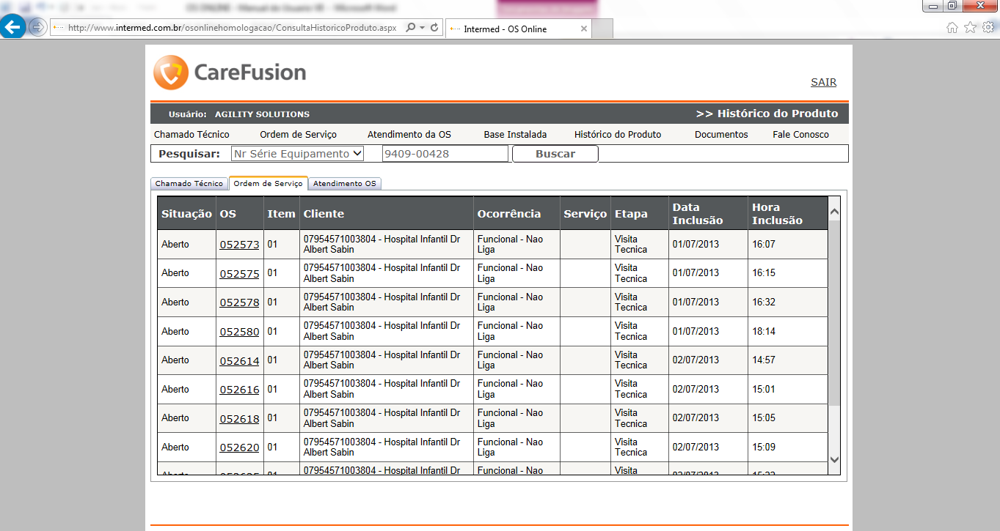 OS ONLINE - Manual do Usuario V8 - Microsoft Word
http://www.intermed.com.br/osonlinehomologacao/ConsultaHistoricoProduto.aspx
Intermed - OS Online
CareFusion
SAIR
Usuário: AGILITY SOLUTIONS >> Histórico do Produto
Chamado Técnico Ordem de Serviço Atendimento da OS Base Instalada Histórico do Produto Documentos Fale Conosco
Pesquisar: Nr Série Equipamento 9409-00428 Buscar
Chamado Técnico Ordem de Serviço Atendimento OS
Situação OS Item Cliente Ocorrência Serviço Etapa Data Inclusão Hora Inclusão
Aberto 052573 01 07954571003804 - Hospital Infantil Dr Albert Sabin Funcional - Nao Liga Visita Tecnica 01/07/2013 16:07
Aberto 052575 01 07954571003804 - Hospital Infantil Dr Albert Sabin Funcional - Nao Liga Visita Tecnica 01/07/2013 16:15
Aberto 052578 01 07954571003804 - Hospital Infantil Dr Albert Sabin Funcional - Nao Liga Visita Tecnica 01/07/2013 16:32
Aberto 052580 01 07954571003804 - Hospital Infantil Dr Albert Sabin Funcional - Nao Liga Visita Tecnica 01/07/2013 18:14
Aberto 052614 01 07954571003804 - Hospital Infantil Dr Albert Sabin Funcional - Nao Liga Visita Tecnica 02/07/2013 14:57
Aberto 052616 01 07954571003804 - Hospital Infantil Dr Albert Sabin Funcional - Nao Liga Visita Tecnica 02/07/2013 15:01
Aberto 052618 01 07954571003804 - Hospital Infantil Dr Albert Sabin Funcional - Nao Liga Visita Tecnica 02/07/2013 15:05
Aberto 052620 01 07954571003804 - Hospital Infantil Dr Albert Sabin Funcional - Nao Liga Visita Tecnica 02/07/2013 15:09
07954571003804 - Hospital Infantil Dr Funcional - Nao Visita